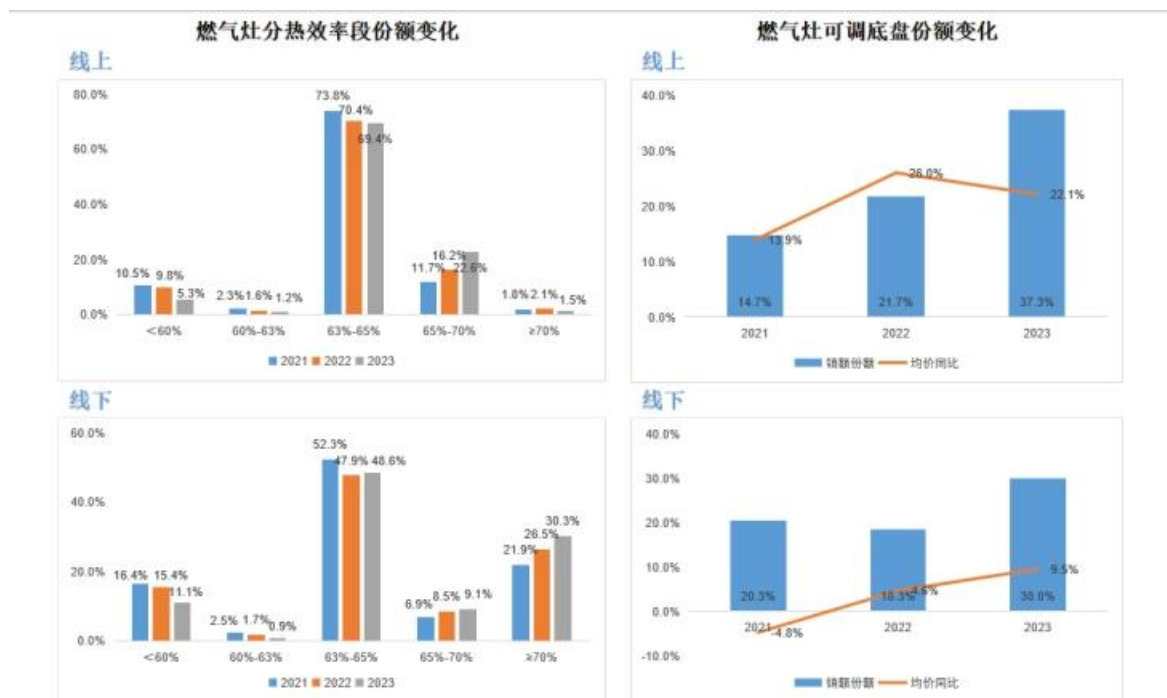 燃气灶分热效率段份额变化
线上
80.0%
60.0%
40.0%
20.0%
0.0%
73.8%
70.4%
69.4%
10.5% 9.8%
5.3%
2.3% 1.6% 1.2%
11.7%
16.2%
22.6%
1.8% 2.1% 1.5%
<60% 60%-63% 63%-65% 65%-70% ≥70%
2021 2022 2023
燃气灶可调底盘份额变化
线上
40.0%
30.0%
20.0%
10.0%
0.0%
13.9%
26.0%
22.1%
14.7% 21.7% 37.3%
2021 2022 2023
销额份额 均价同比
线下
60.0%
40.0%
20.0%
0.0%
52.3%
47.9% 48.6%
16.4% 15.4%
11.1%
2.5% 1.7% 0.9%
6.9% 8.5% 9.1%
21.9%
26.5%
30.3%
<60% 60%-63% 63%-65% 65%-70% ≥70%
2021 2022 2023
线下
40.0%
30.0%
20.0%
10.0%
0.0%
-10.0%
20.3% 18.3% 30.0%
-4.8%
4.6%
9.5%
2021 2022 2023
销额份额 均价同比